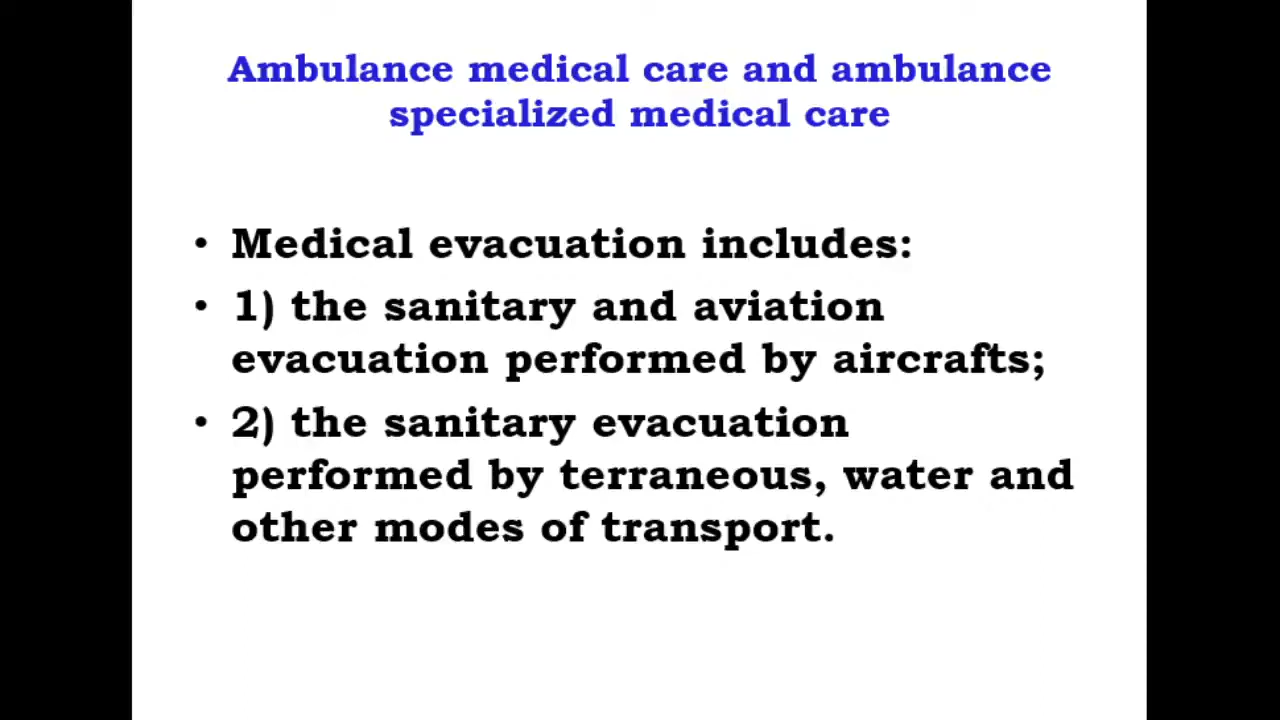 Ambulance medical care and ambulance
specialized medical care
• Medical evacuation includes:
• 1) the sanitary and aviation
evacuation performed by aircrafts;
• 2) the sanitary evacuation
performed by terraneous, water and
other modes of transport.